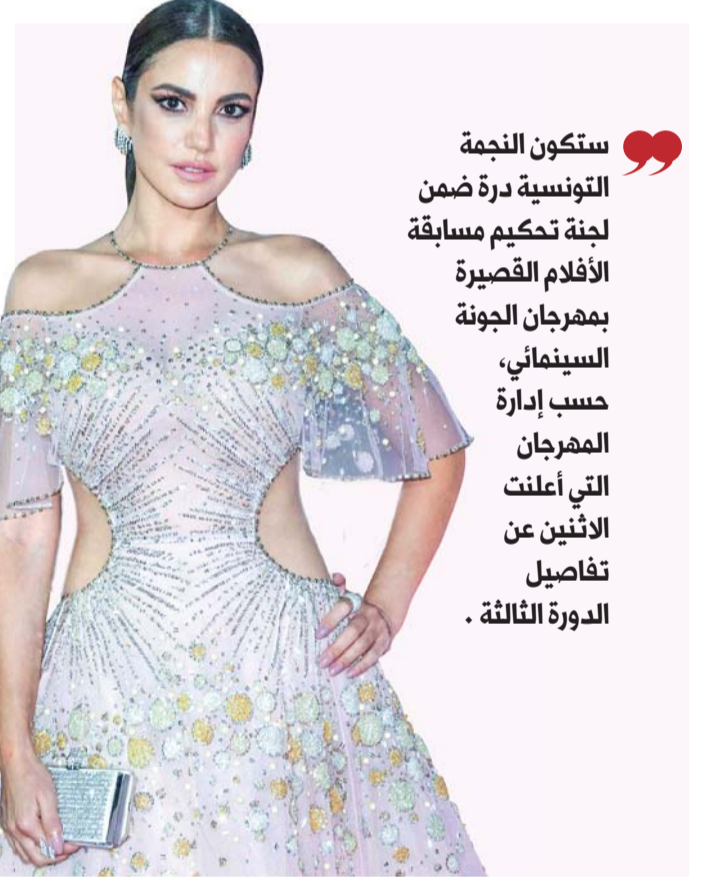 ستكون النجمة
التونسية درة ضمن
لجنة تحكيم مسابقة
الأفلام القصيرة
بمهرجان الجونة
السينمائي،
حسب إدارة
المهرجان
التي أعلنت
الاثنين عن
تفاصيل
الدورة الثالثة .